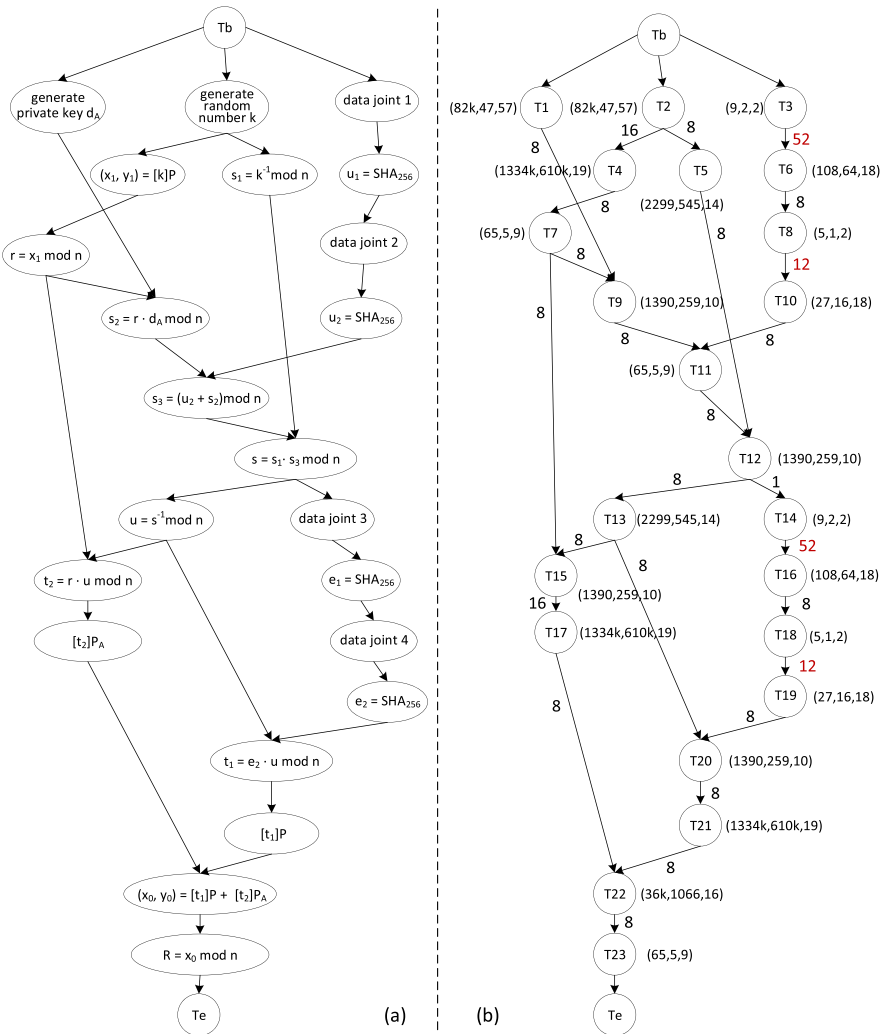 Tb
generate
private key dA
generate
random
number k
data joint 1
(x1, y1) = [k]P
s1 = k-1mod n
u1 = SHA256
data joint 2
r = x1 mod n
s2 = r · dA mod n
u2 = SHA256
s3 = (u2 + s2)mod n
s = s1· s3 mod n
u = s-1mod n
data joint 3
t2 = r · u mod n
e1 = SHA256
[t2]PA
data joint 4
e2 = SHA256
t1 = e2 · u mod n
[t1]P
(x0, y0) = [t1]P + [t2]PA
R = x0 mod n
Te
(a)
Tb
(82k,47,57)
T1
(82k,47,57)
T2
(9,2,2)
T3
8
16
8
52
(1334k,610k,19)
T4
T5
(2299,545,14)
T6
(108,64,18)
8
8
8
(65,5,9)
T7
8
T8
(5,1,2)
12
8
T9
(1390,259,10)
T10
(27,16,18)
8
8
(65,5,9)
T11
8
T12
(1390,259,10)
8
1
T13
(2299,545,14)
T14
(9,2,2)
8
8
52
T15
(1390,259,10)
T16
(108,64,18)
16
8
T17
(1334k,610k,19)
T18
(5,1,2)
12
8
T19
(27,16,18)
8
T20
(1390,259,10)
8
T21
(1334k,610k,19)
8
T22
(36k,1066,16)
8
T23
(65,5,9)
Te
(b)